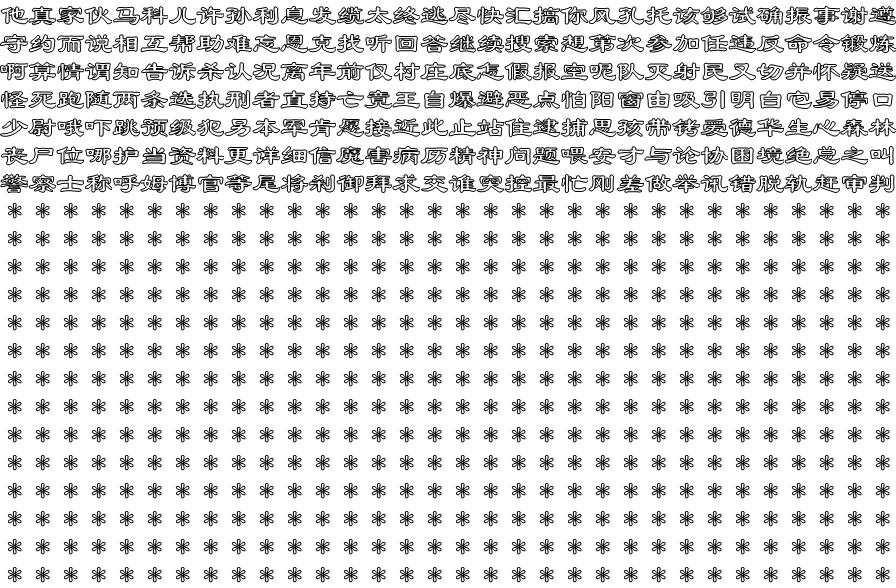 他真家伙马科儿许孙利息发缆太终逃尽快汇搞你风孔托该够试确振事谢遵
守约而说相互帮助难忘恩克找听回答继续搜索想第次参加任违反命令锻炼
啊算情谓知告诉杀认况离年前仅村庄底怎假报空呢队灭射民又切并怀疑送
怪死跑随两条选执刑者直持亡竟王自爆避恶点怕阳窗由吸引明白它易停口
少尉哦吓跳预级犯另本军肯愿接近此止站住逮捕思孩带铐爱德华生心森林
丧尸位哪护当资料更详细信魔害病历精神问题喂安才与论协困境绝总之叫
警察士称呼姆博官等尾将刹御拜求交谁突控最忙刚差做举讯错脱轨赶审判